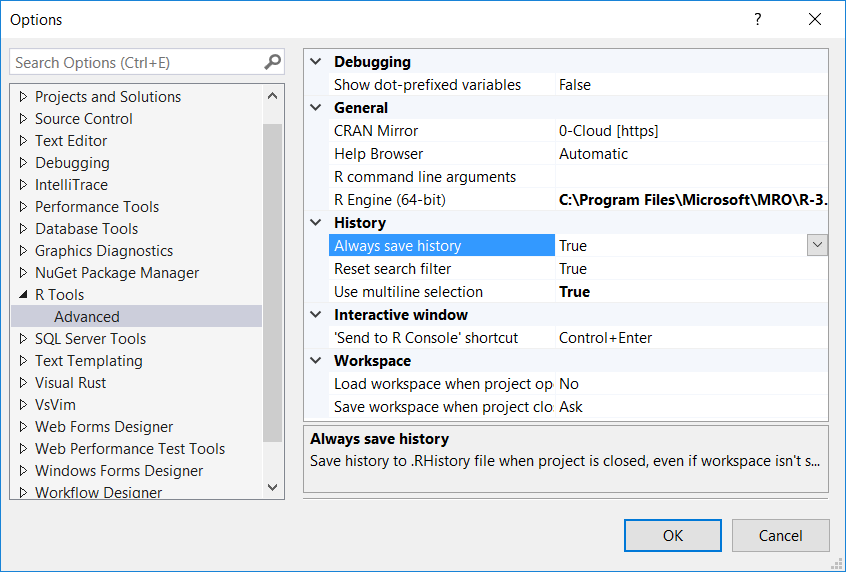 Options
?
Search Options (Ctrl+E)
Projects and Solutions
Source Control
Text Editor
Debugging
IntelliTrace
Performance Tools
Database Tools
Graphics Diagnostics
NuGet Package Manager
R Tools
Advanced
SQL Server Tools
Text Templating
Visual Rust
VsVim
Web Forms Designer
Web Performance Test Tools
Windows Forms Designer
Workflow Designer
Debugging
Show dot-prefixed variables False
General
CRAN Mirror 0-Cloud [https]
Help Browser Automatic
R command line arguments
R Engine (64-bit) C:\Program Files\Microsoft\MRO\R-3.
History
Always save history True
Reset search filter True
Use multiline selection True
Interactive window
'Send to R Console' shortcut Control+Enter
Workspace
Load workspace when project op No
Save workspace when project clo Ask
Always save history
Save history to .RHistory file when project is closed, even if workspace isn't s...
OK Cancel